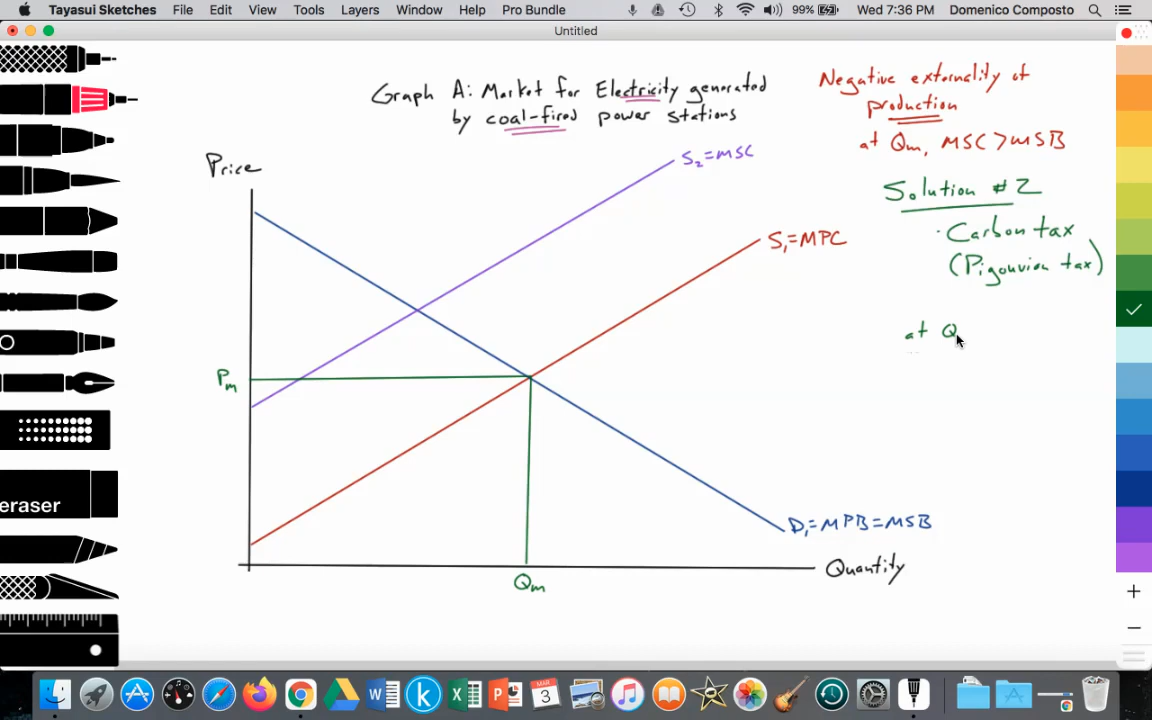 Tayasui Sketches File Edit View Tools Layers Window Help Pro Bundle 99% Wed 7:36 PM Domenico Composto
Untitled
Graph A: Market for Electricity generated
by coal-fired power stations
Negative externality of
production
at Qm, MSC > MSB
Solution #2
· Carbon tax
(Pigouvian tax)
at Q
Price
S2=MSC
S1=MPC
Pm
D1=MPB=MSB
Quantity
Qm
eraser
MAR
3